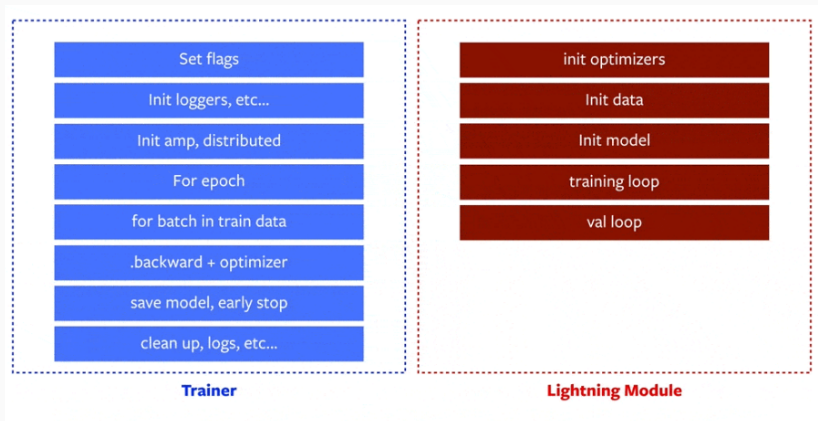 Set flags
Init loggers, etc...
Init amp, distributed
For epoch
for batch in train data
.backward + optimizer
save model, early stop
clean up, logs, etc...
Trainer
init optimizers
Init data
Init model
training loop
val loop
Lightning Module